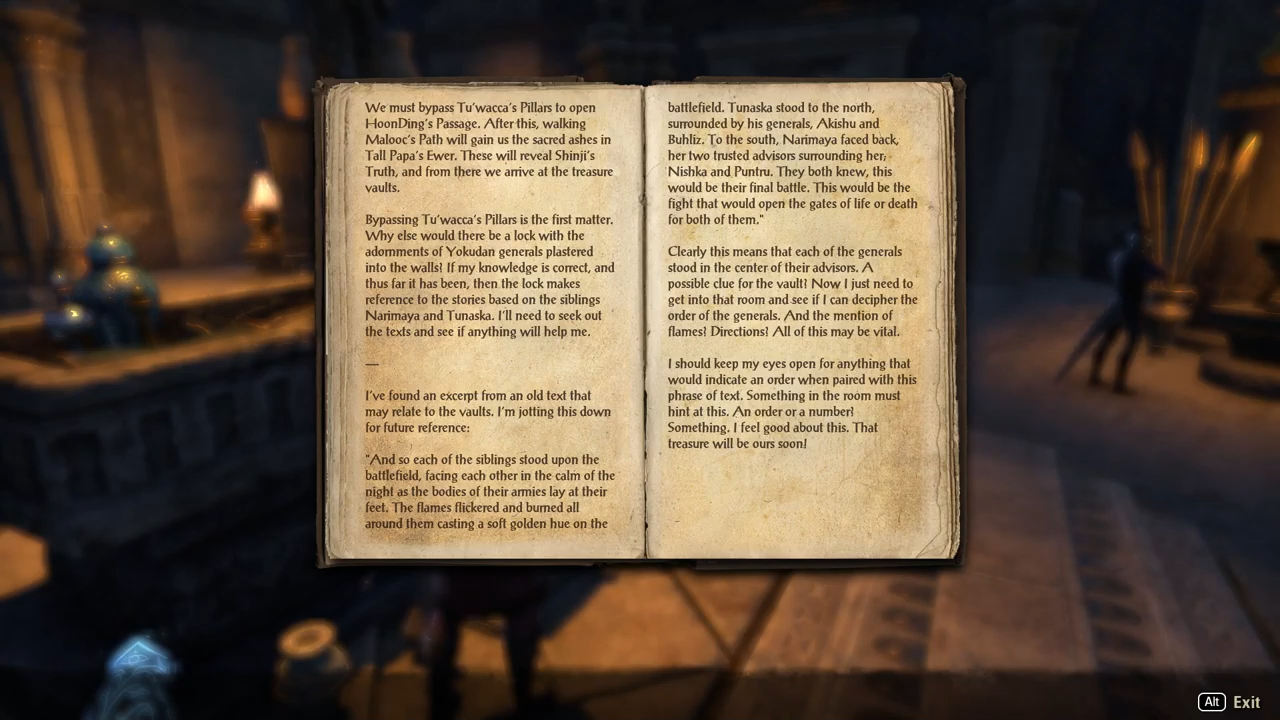 We must bypass Tu'wacca's Pillars to open
HoonDing's Passage. After this, walking
Malooc's Path will gain us the sacred ashes in
Tall Papa's Ewer. These will reveal Shinji's
Truth, and from there we arrive at the treasure
vaults.
Bypassing Tu'wacca's Pillars is the first matter.
Why else would there be a lock with the
adornments of Yokudan generals plastered
into the walls? If my knowledge is correct, and
thus far it has been, then the lock makes
reference to the stories based on the siblings
Narimaya and Tunaska. I'll need to seek out
the texts and see if anything will help me.
—
I've found an excerpt from an old text that
may relate to the vaults. I'm jotting this down
for future reference:
"And so each of the siblings stood upon the
battlefield, facing each other in the calm of the
night as the bodies of their armies lay at their
feet. The flames flickered and burned all
around them casting a soft golden hue on the
battlefield. Tunaska stood to the north,
surrounded by his generals, Akishu and
Buhliz. To the south, Narimaya faced back,
her two trusted advisors surrounding her;
Nishka and Puntru. They both knew, this
would be their final battle. This would be the
fight that would open the gates of life or death
for both of them."
Clearly this means that each of the generals
stood in the center of their advisors. A
possible clue for the vault? Now I just need to
get into that room and see if I can decipher the
order of the generals. And the mention of
flames? Directions? All of this may be vital.
I should keep my eyes open for anything that
would indicate an order when paired with this
phrase of text. Something in the room must
hint at this. An order or a number?
Something. I feel good about this. That
treasure will be ours soon!
Alt Exit